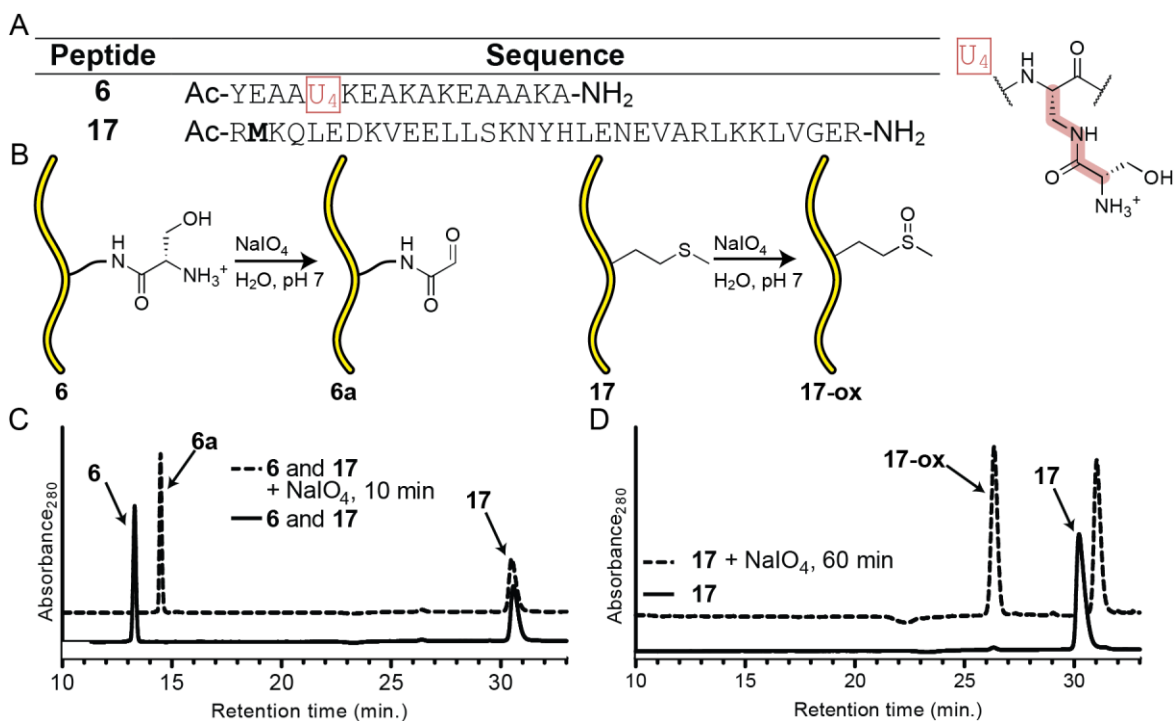 A
Peptide Sequence
6 Ac-YEAAU₄KEAKAKEAAAKA-NH₂
17 Ac-RMKQLEDKVEELLSKNYHLENEVARLKKLVGER-NH₂
U₄
N
H
O
NH
O
OH
NH₃⁺
B
OH
H
N
O
NH₃⁺
NaIO₄
H₂O, pH 7
H
N
O
O
S
NaIO₄
H₂O, pH 7
O
S
6
6a
17
17-ox
C
Absorbance₂₈₀
6
6a
6 and 17
+ NaIO₄, 10 min
6 and 17
17
10 15 20 25 30
Retention time (min.)
D
Absorbance₂₈₀
17-ox
17
17 + NaIO₄, 60 min
17
10 15 20 25 30
Retention time (min.)